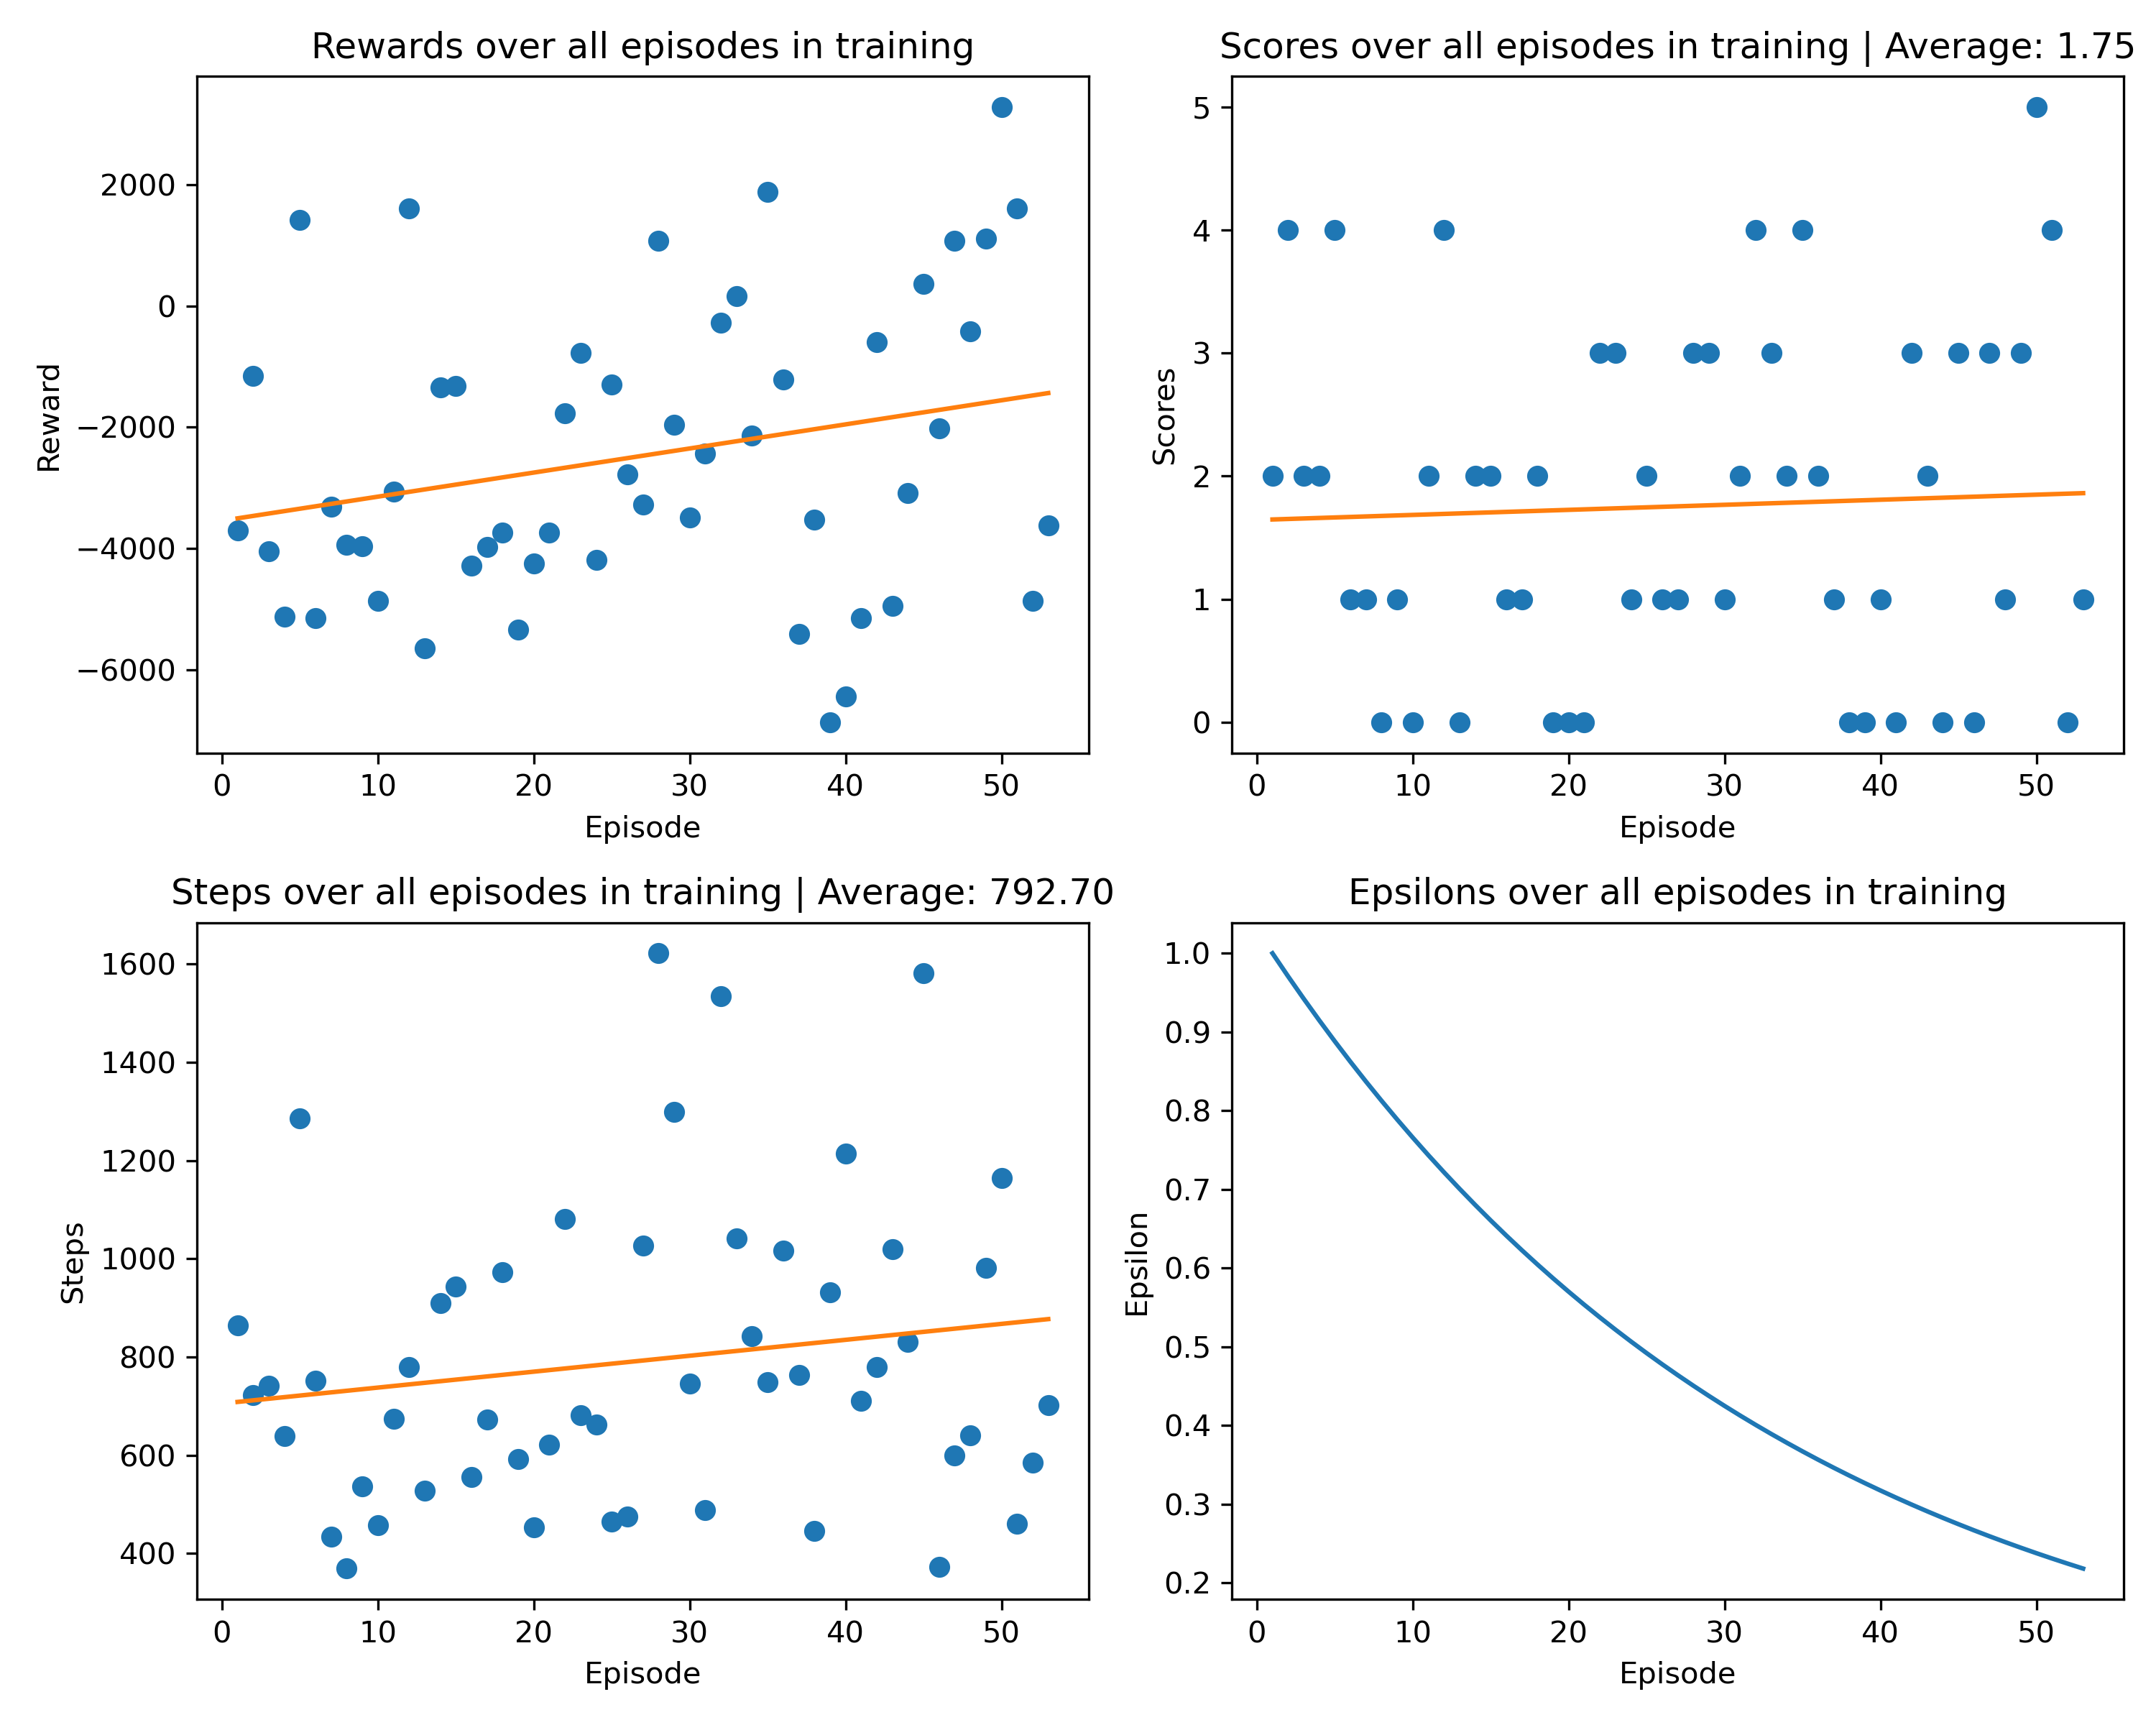 Rewards over all episodes in training
2000
0
−2000
−4000
−6000
Reward
0 10 20 30 40 50
Episode
Scores over all episodes in training | Average: 1.75
5
4
3
2
1
0
Scores
0 10 20 30 40 50
Episode
Steps over all episodes in training | Average: 792.70
1600
1400
1200
1000
800
600
400
Steps
0 10 20 30 40 50
Episode
Epsilons over all episodes in training
1.0
0.9
0.8
0.7
0.6
0.5
0.4
0.3
0.2
Epsilon
0 10 20 30 40 50
Episode